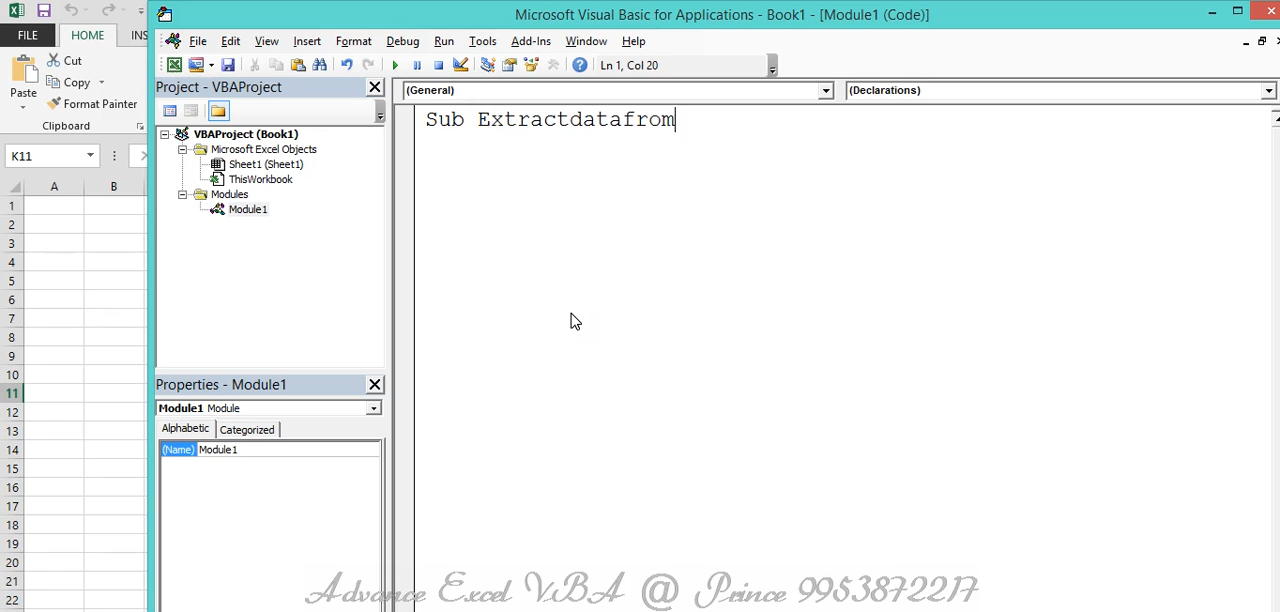 Microsoft Visual Basic for Applications - Book1 - [Module1 (Code)]
FILE
HOME
INS
File Edit View Insert Format Debug Run Tools Add-Ins Window Help
Cut
Copy
Paste
Format Painter
Clipboard
Ln 1, Col 20
Project - VBAProject
(General)
(Declarations)
Sub Extractdatafrom
VBAProject (Book1)
Microsoft Excel Objects
Sheet1 (Sheet1)
ThisWorkbook
Modules
Module1
K11
A B
1
2
3
4
5
6
7
8
9
10
11
12
13
14
15
16
17
18
19
20
21
22
Properties - Module1
Module1 Module
Alphabetic Categorized
(Name) Module1
Advance Excel VBA @ Prince 9953872217